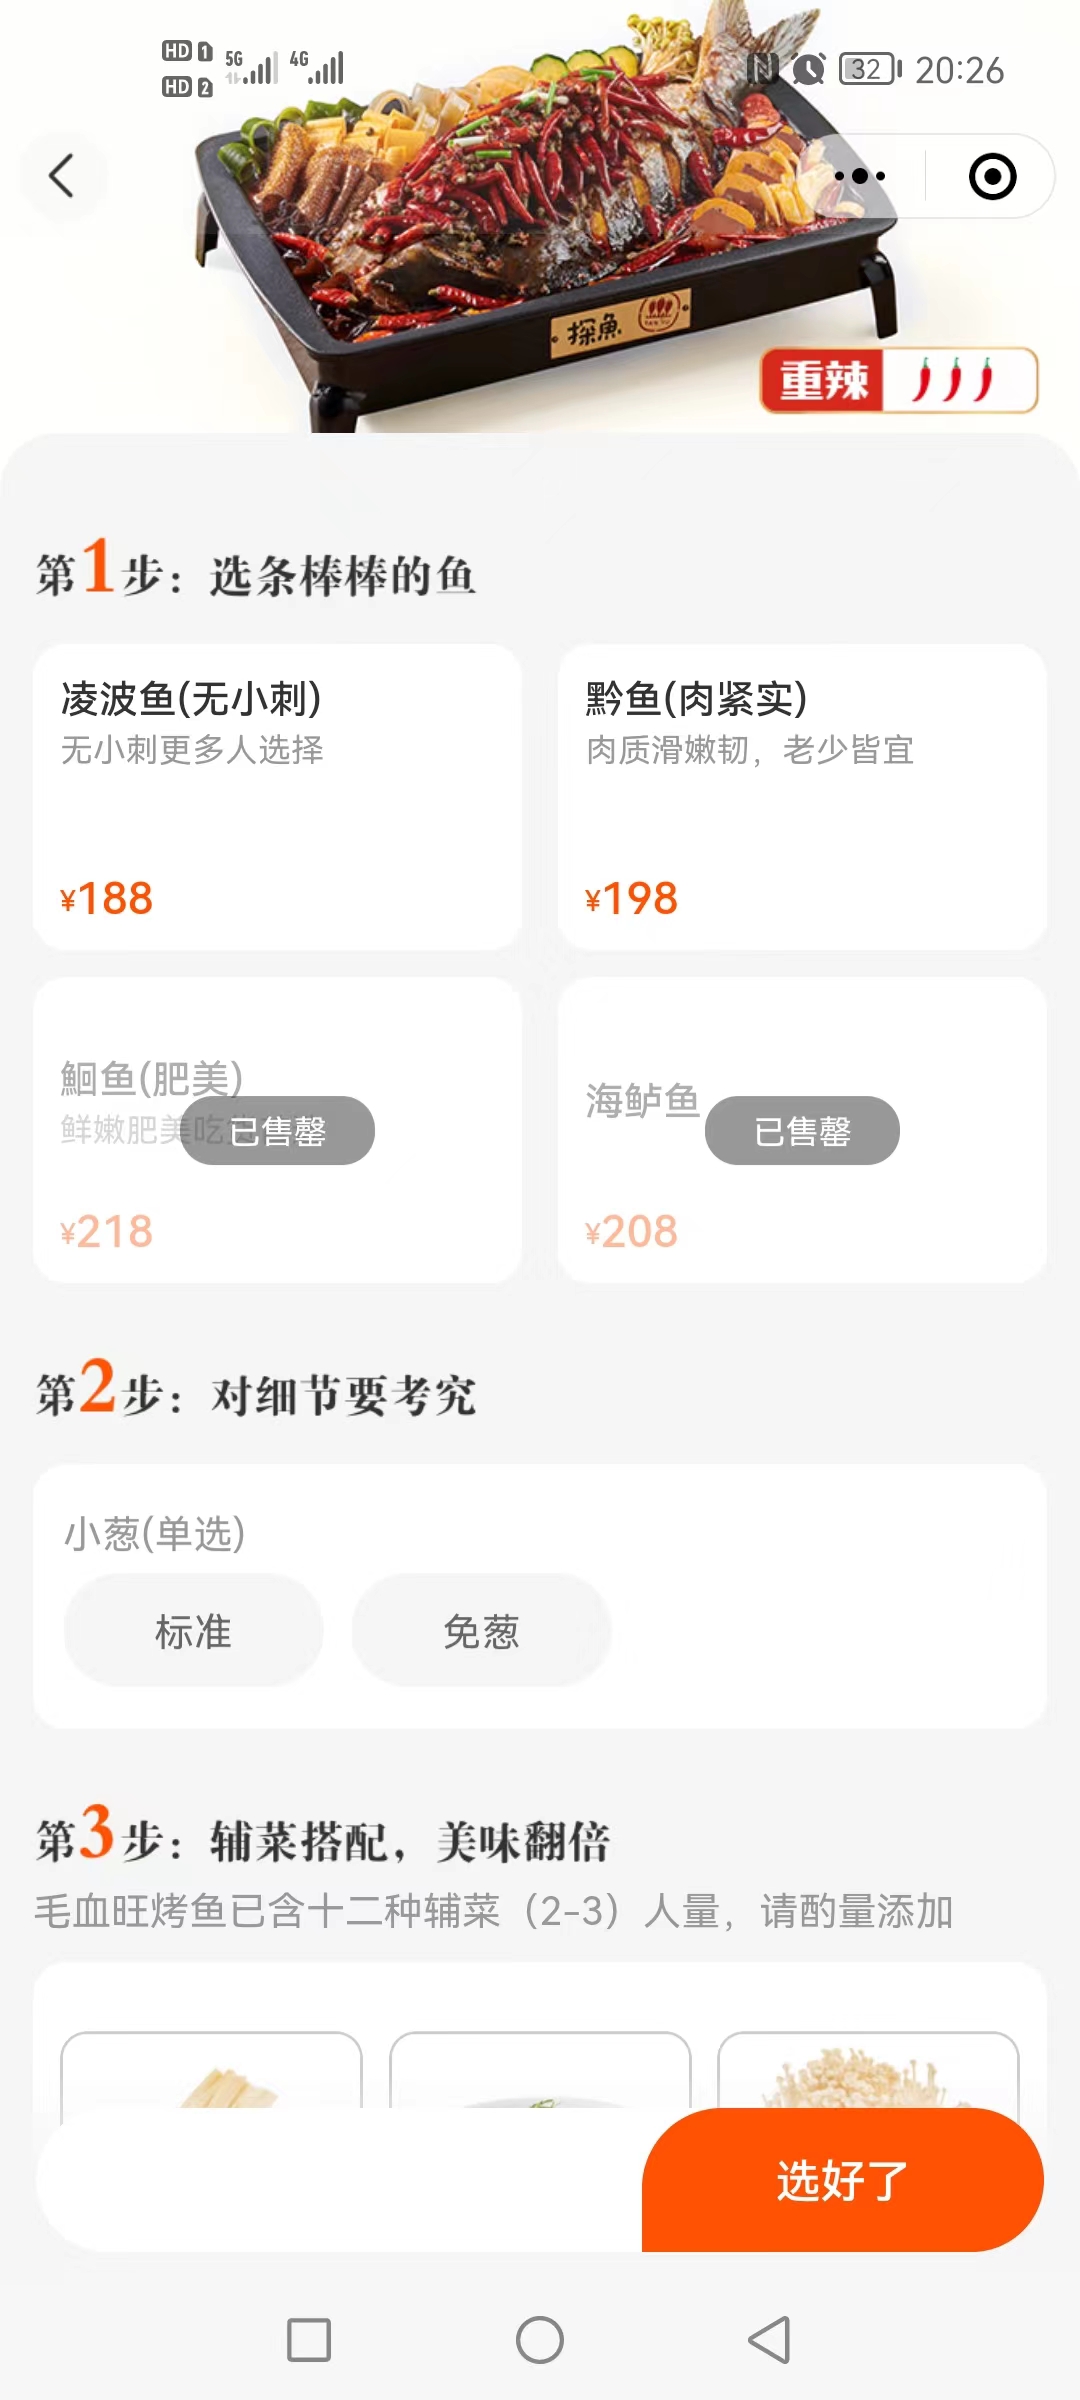 HD 1 5G 4G
HD 2
N 32 20:26
探魚
TAN YU
重辣
第1步：选条棒棒的鱼
凌波鱼(无小刺)
无小刺更多人选择
¥188
黔鱼(肉紧实)
肉质滑嫩韧，老少皆宜
¥198
鮰鱼(肥美)
鲜嫩肥美吃
已售罄
¥218
海鲈鱼
已售罄
¥208
第2步：对细节要考究
小葱(单选)
标准
免葱
第3步：辅菜搭配，美味翻倍
毛血旺烤鱼已含十二种辅菜（2-3）人量，请酌量添加
选好了